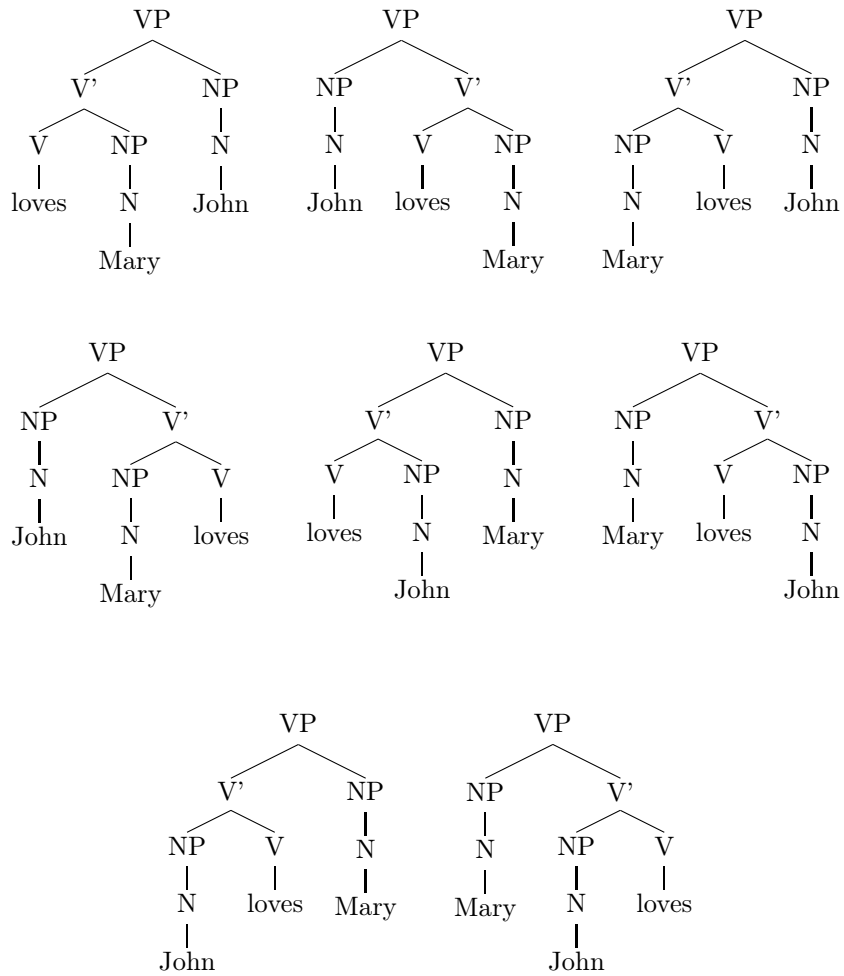 VP VP VP
V' NP NP V' V' NP
V NP N N V NP NP V N
loves N John John loves N N loves John
Mary Mary Mary
VP VP VP
NP V' V' NP NP V'
N NP V V NP N N V NP
John N loves loves N Mary Mary loves N
Mary John John
VP VP
V' NP NP V'
NP V N N NP V
N loves Mary Mary N loves
John John